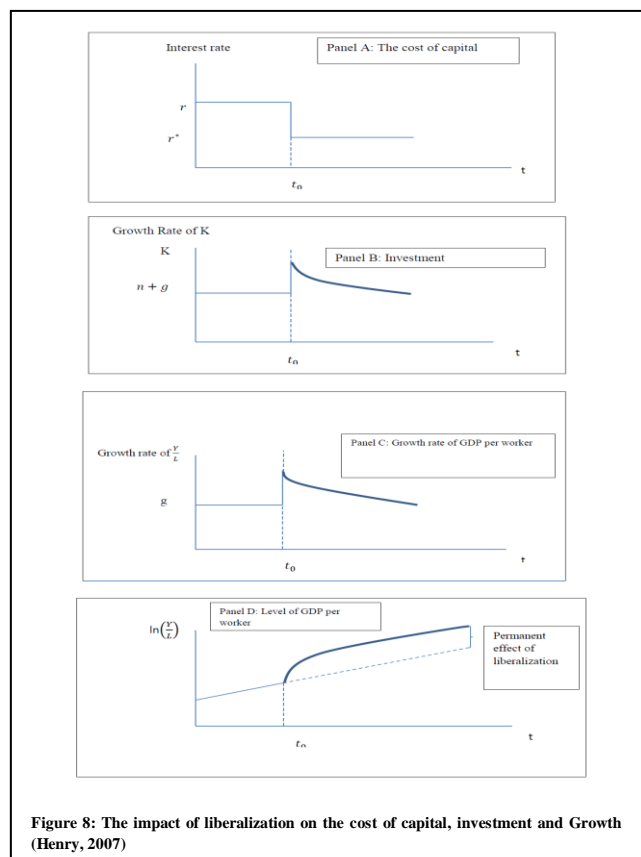 Interest rate
Panel A: The cost of capital
r
r*
t
t₀
Growth Rate of K
K
Panel B: Investment
n + g
t
t₀
Panel C: Growth rate of GDP per
worker
Growth rate of Y/L
g
t
t₀
Panel D: Level of GDP per
worker
ln(Y/L)
Permanent
effect of
liberalization
t
t₀
Figure 8: The impact of liberalization on the cost of capital, investment and Growth
(Henry, 2007)